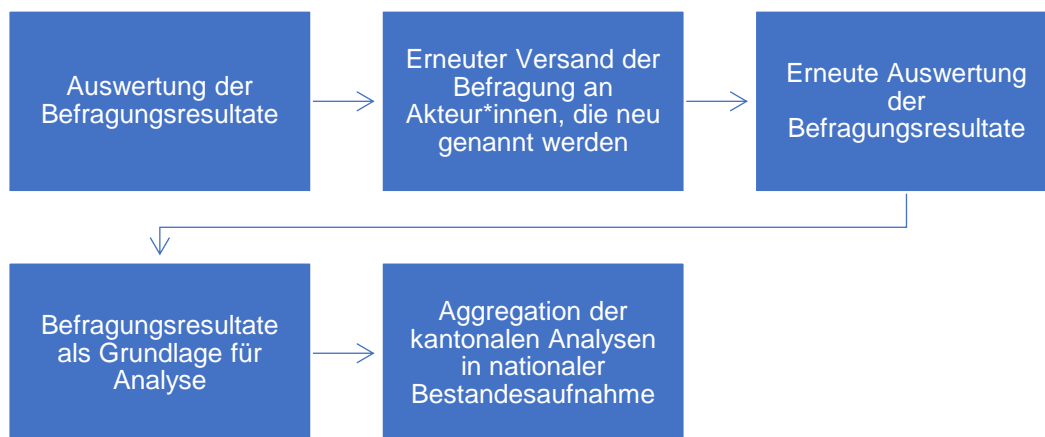 Auswertung der
Befragungsresultate
Erneuter Versand der
Befragung an
Akteur*innen, die neu
genannt werden
Erneute Auswertung
der
Befragungsresultate
Befragungsresultate
als Grundlage für
Analyse
Aggregation der
kantonalen Analysen
in nationaler
Bestandesaufnahme